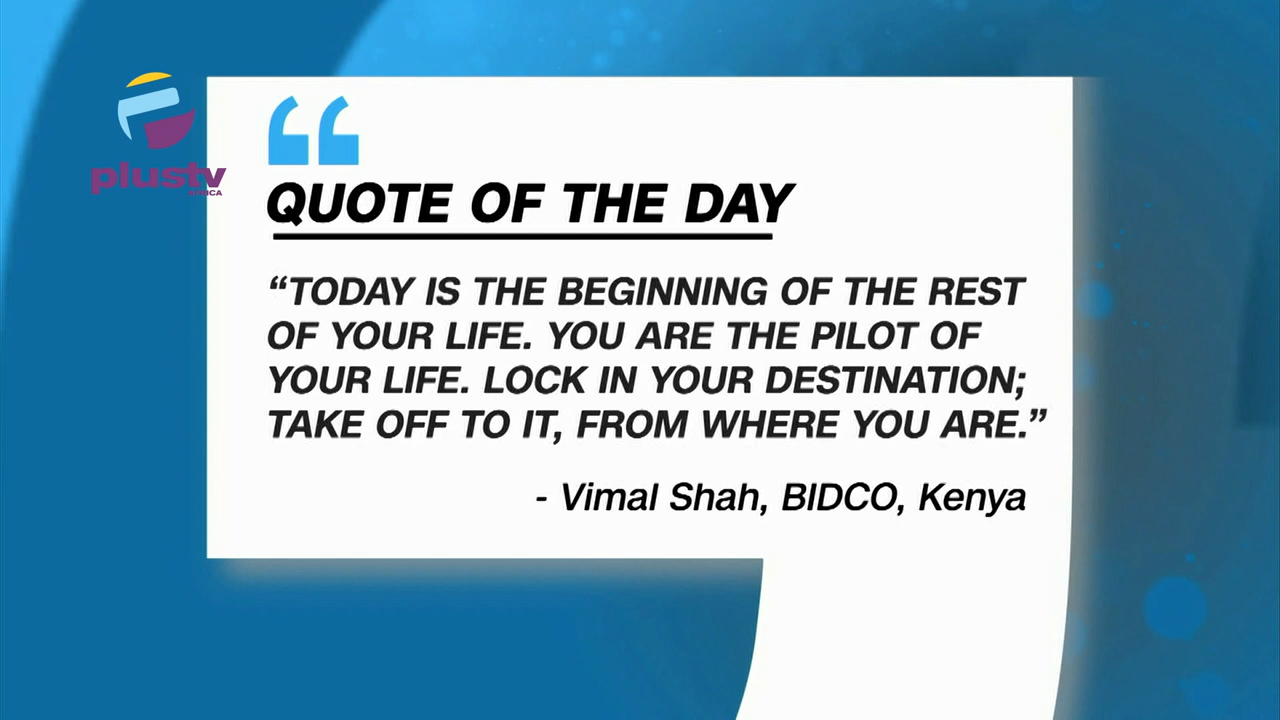 plustv
AFRICA
“
QUOTE OF THE DAY
“TODAY IS THE BEGINNING OF THE REST
OF YOUR LIFE. YOU ARE THE PILOT OF
YOUR LIFE. LOCK IN YOUR DESTINATION;
TAKE OFF TO IT, FROM WHERE YOU ARE.”
- Vimal Shah, BIDCO, Kenya